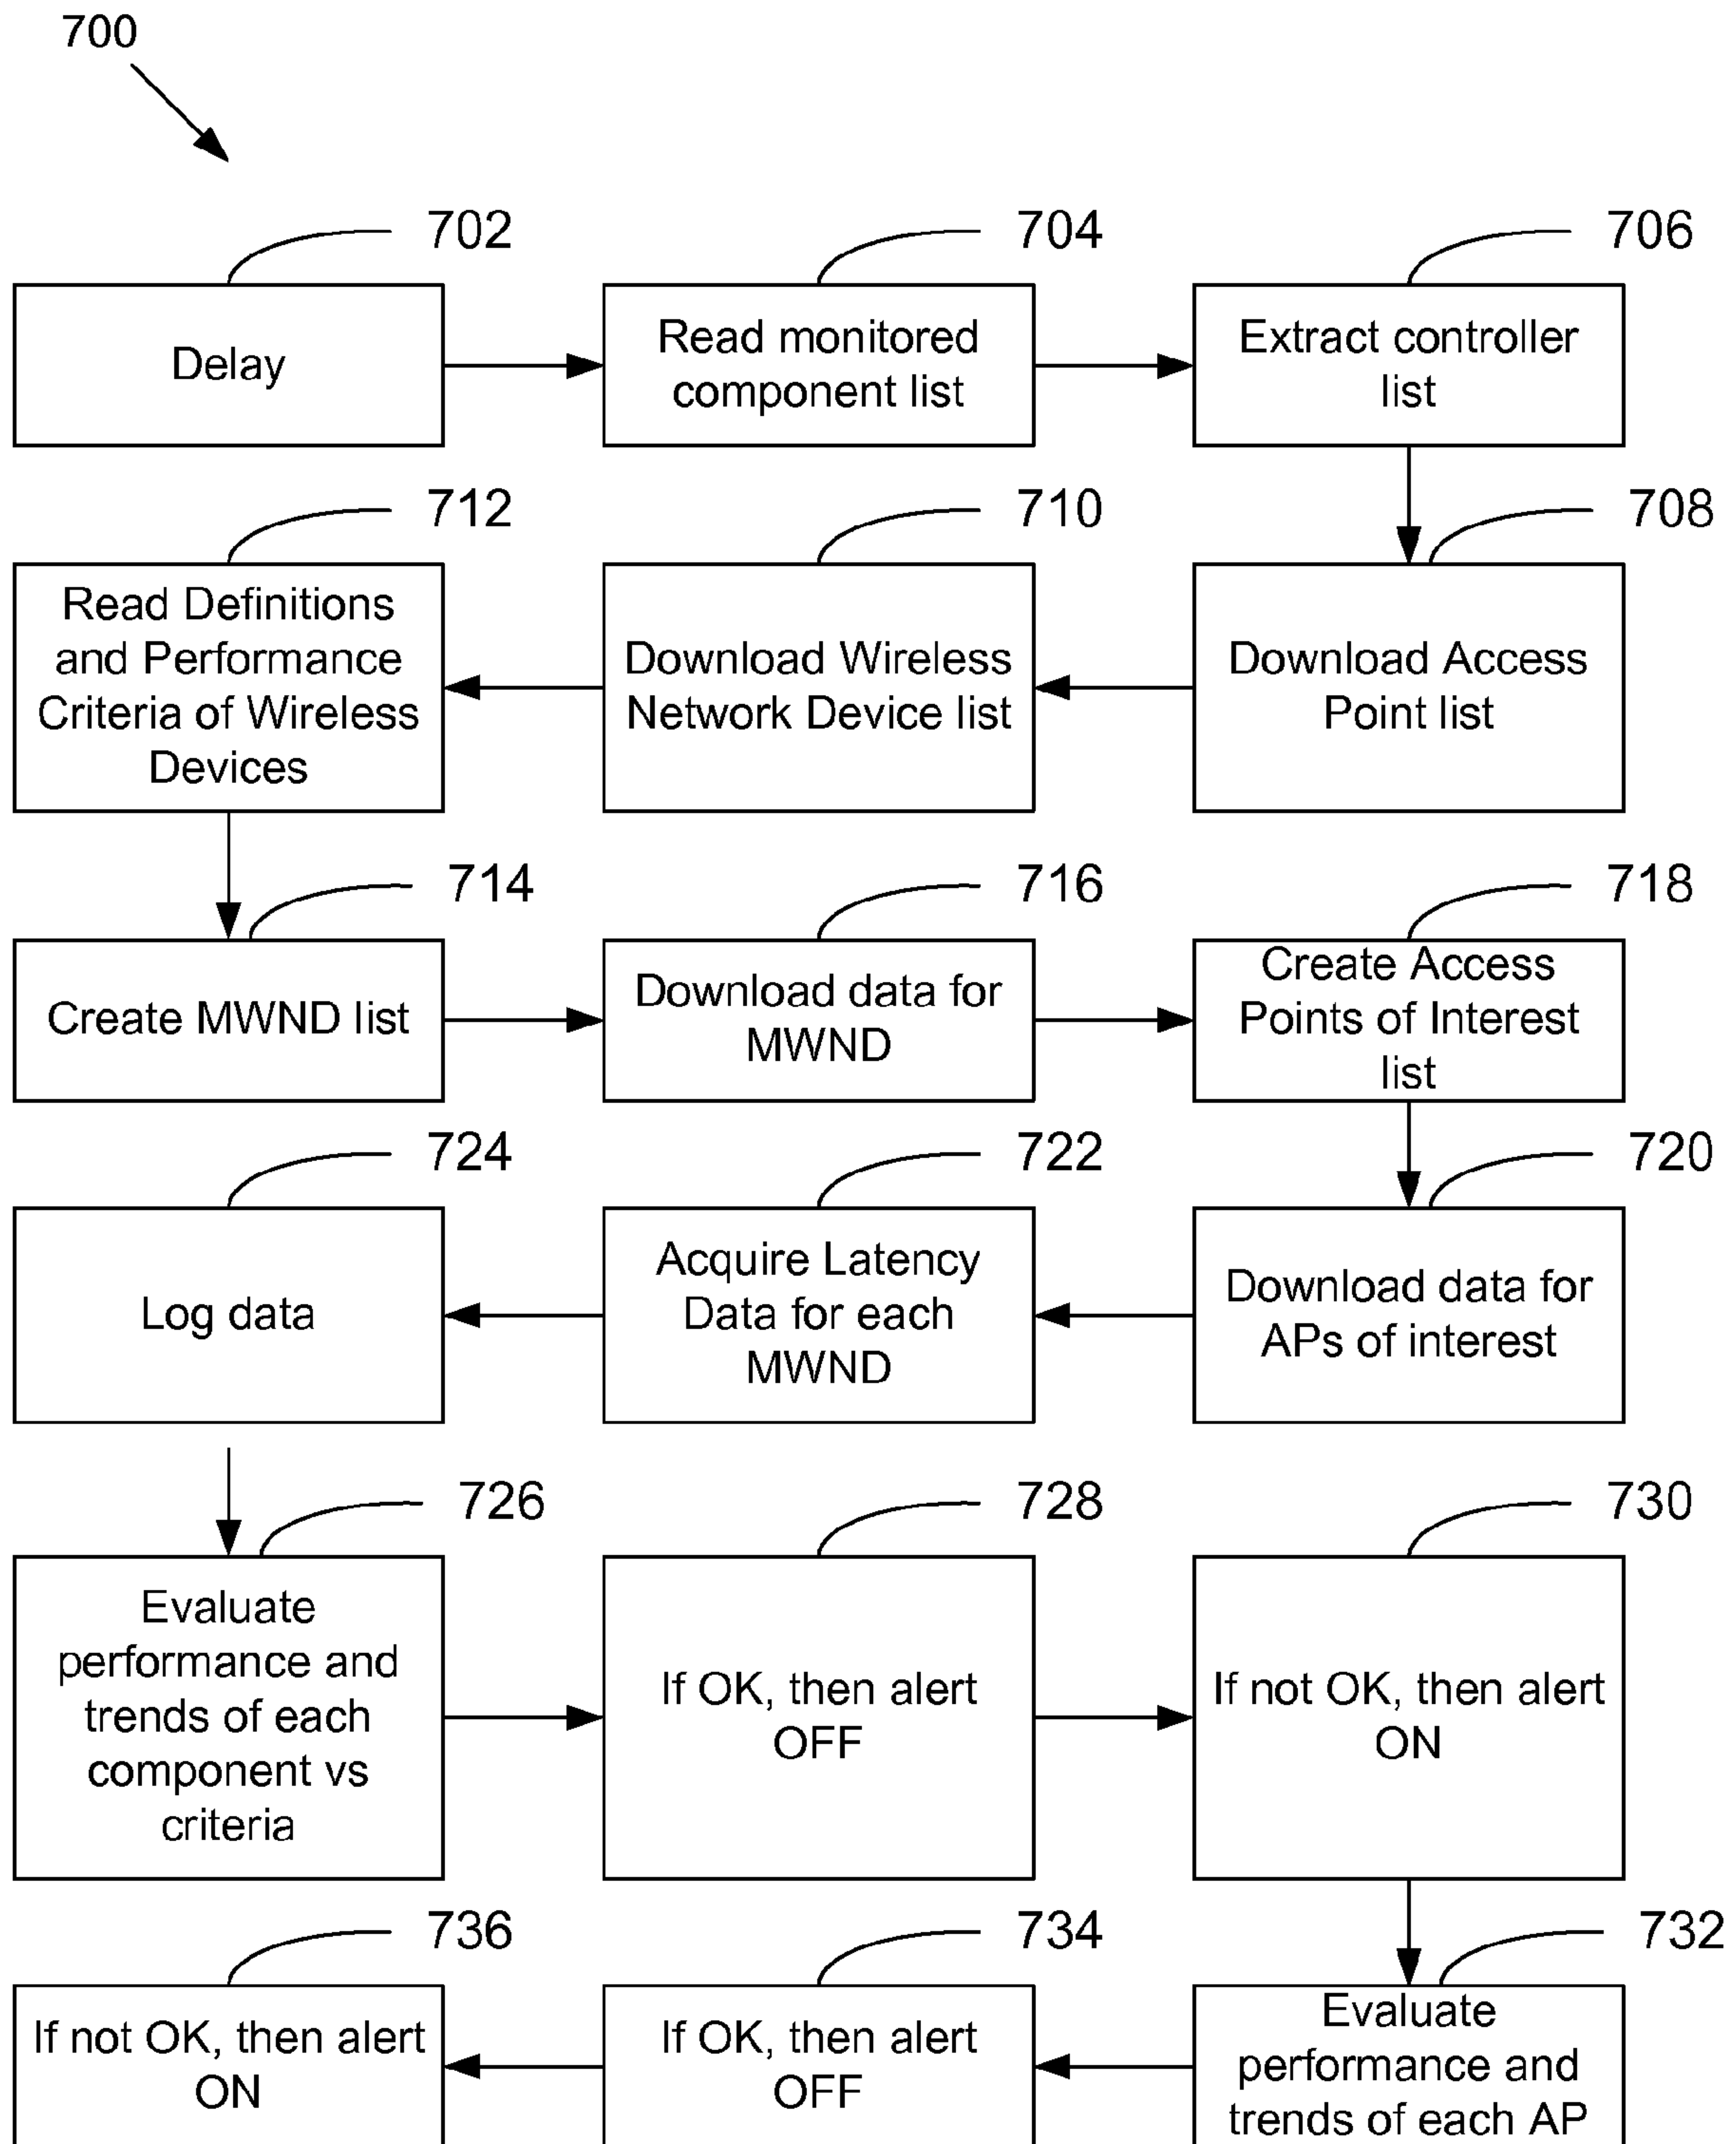 700
702
704
706
Delay
Read monitored
component list
Extract controller
list
712
710
708
Read Definitions
and Performance
Criteria of Wireless
Devices
Download Wireless
Network Device list
Download Access
Point list
714
716
718
Create MWND list
Download data for
MWND
Create Access
Points of Interest
list
724
722
720
Log data
Acquire Latency
Data for each
MWND
Download data for
APs of interest
726
728
730
Evaluate
performance and
trends of each
component vs
criteria
If OK, then alert
OFF
If not OK, then alert
ON
736
734
732
If not OK, then alert
ON
If OK, then alert
OFF
Evaluate
performance and
trends of each AP